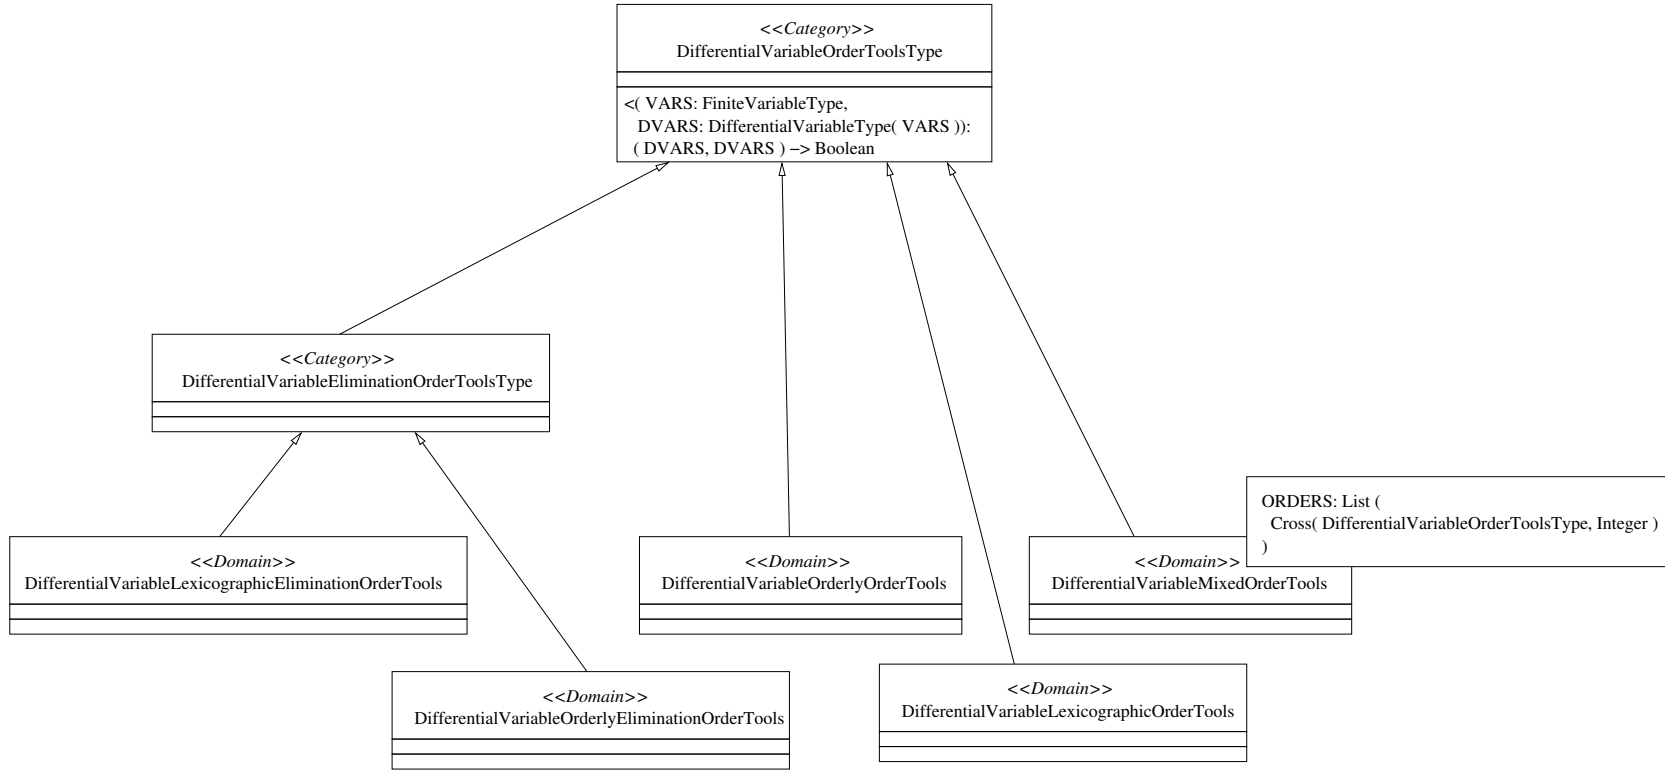 <<Category>>
DifferentialVariableOrderToolsType
<( VARS: FiniteVariableType,
DVARS: DifferentialVariableType( VARS )):
( DVARS, DVARS ) −> Boolean
<<Category>>
DifferentialVariableEliminationOrderToolsType
ORDERS: List (
Cross( DifferentialVariableOrderToolsType, Integer )
)
<<Domain>>
DifferentialVariableLexicographicEliminationOrderTools
<<Domain>>
DifferentialVariableOrderlyOrderTools
<<Domain>>
DifferentialVariableMixedOrderTools
<<Domain>>
DifferentialVariableOrderlyEliminationOrderTools
<<Domain>>
DifferentialVariableLexicographicOrderTools